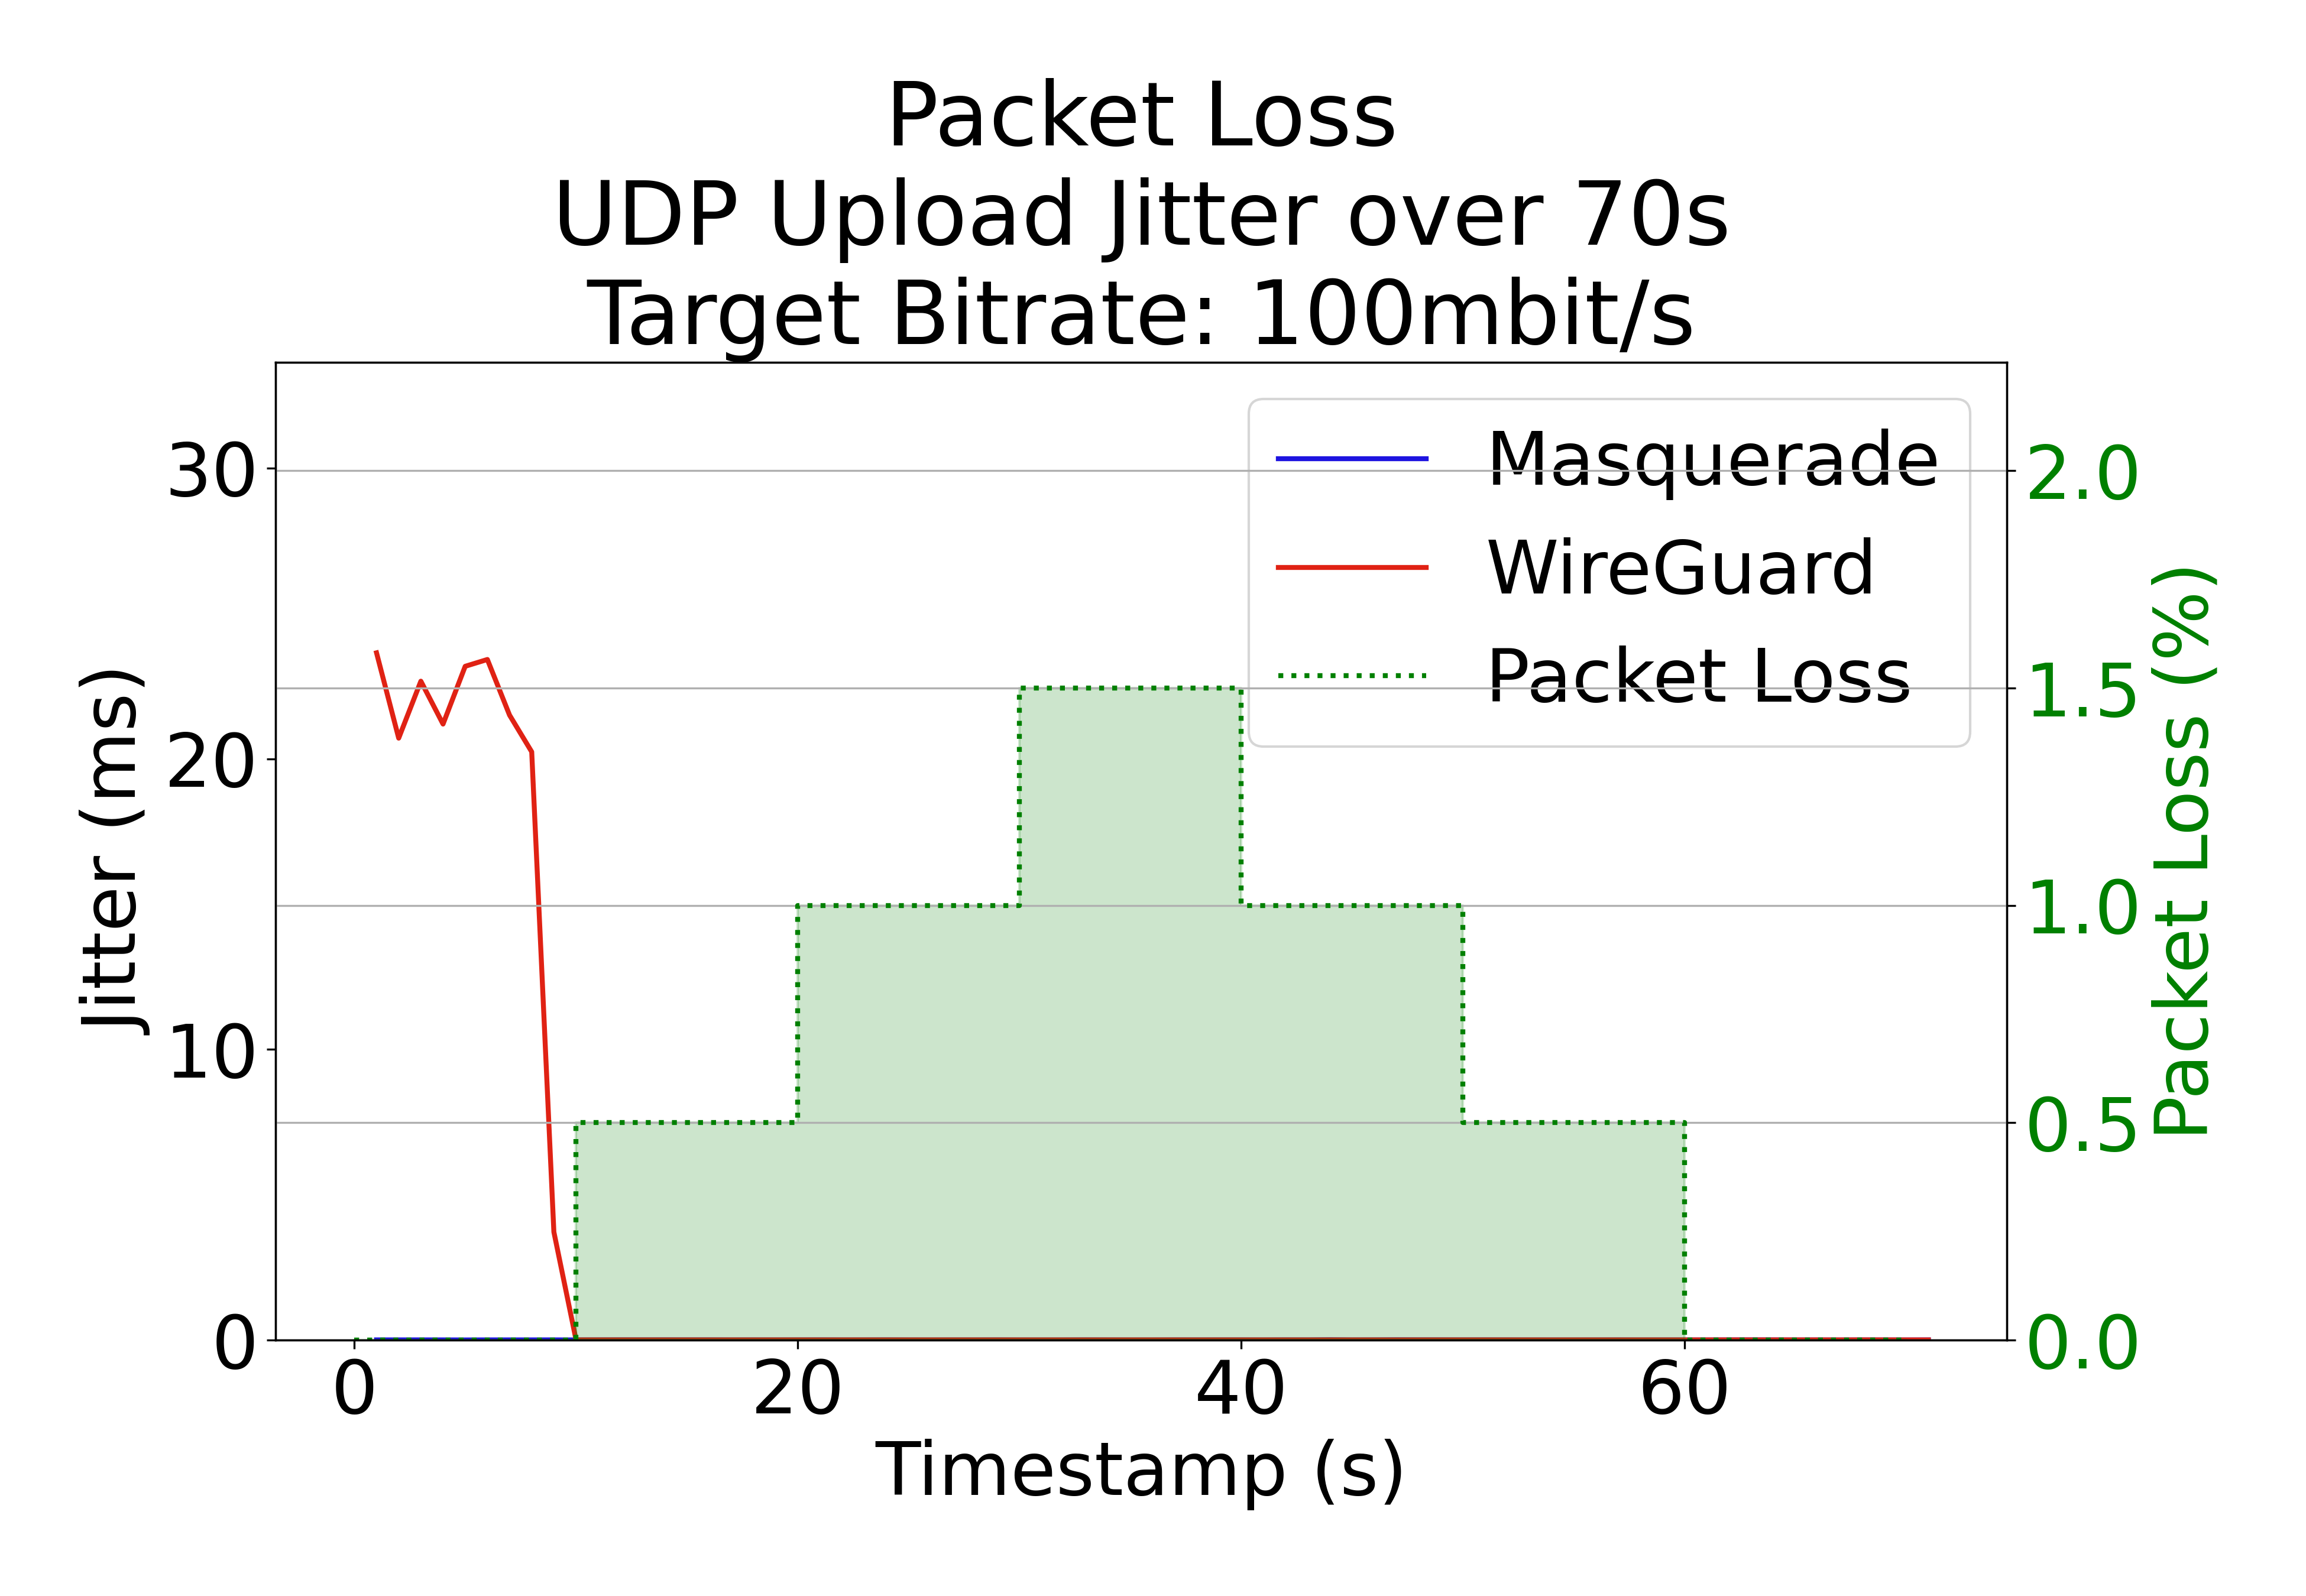 Packet Loss
UDP Upload Jitter over 70s
Target Bitrate: 100mbit/s
Jitter (ms)
30
20
10
0
Masquerade
WireGuard
Packet Loss
2.0
1.5
1.0
0.5
0.0
Packet Loss (%)
0 20 40 60
Timestamp (s)